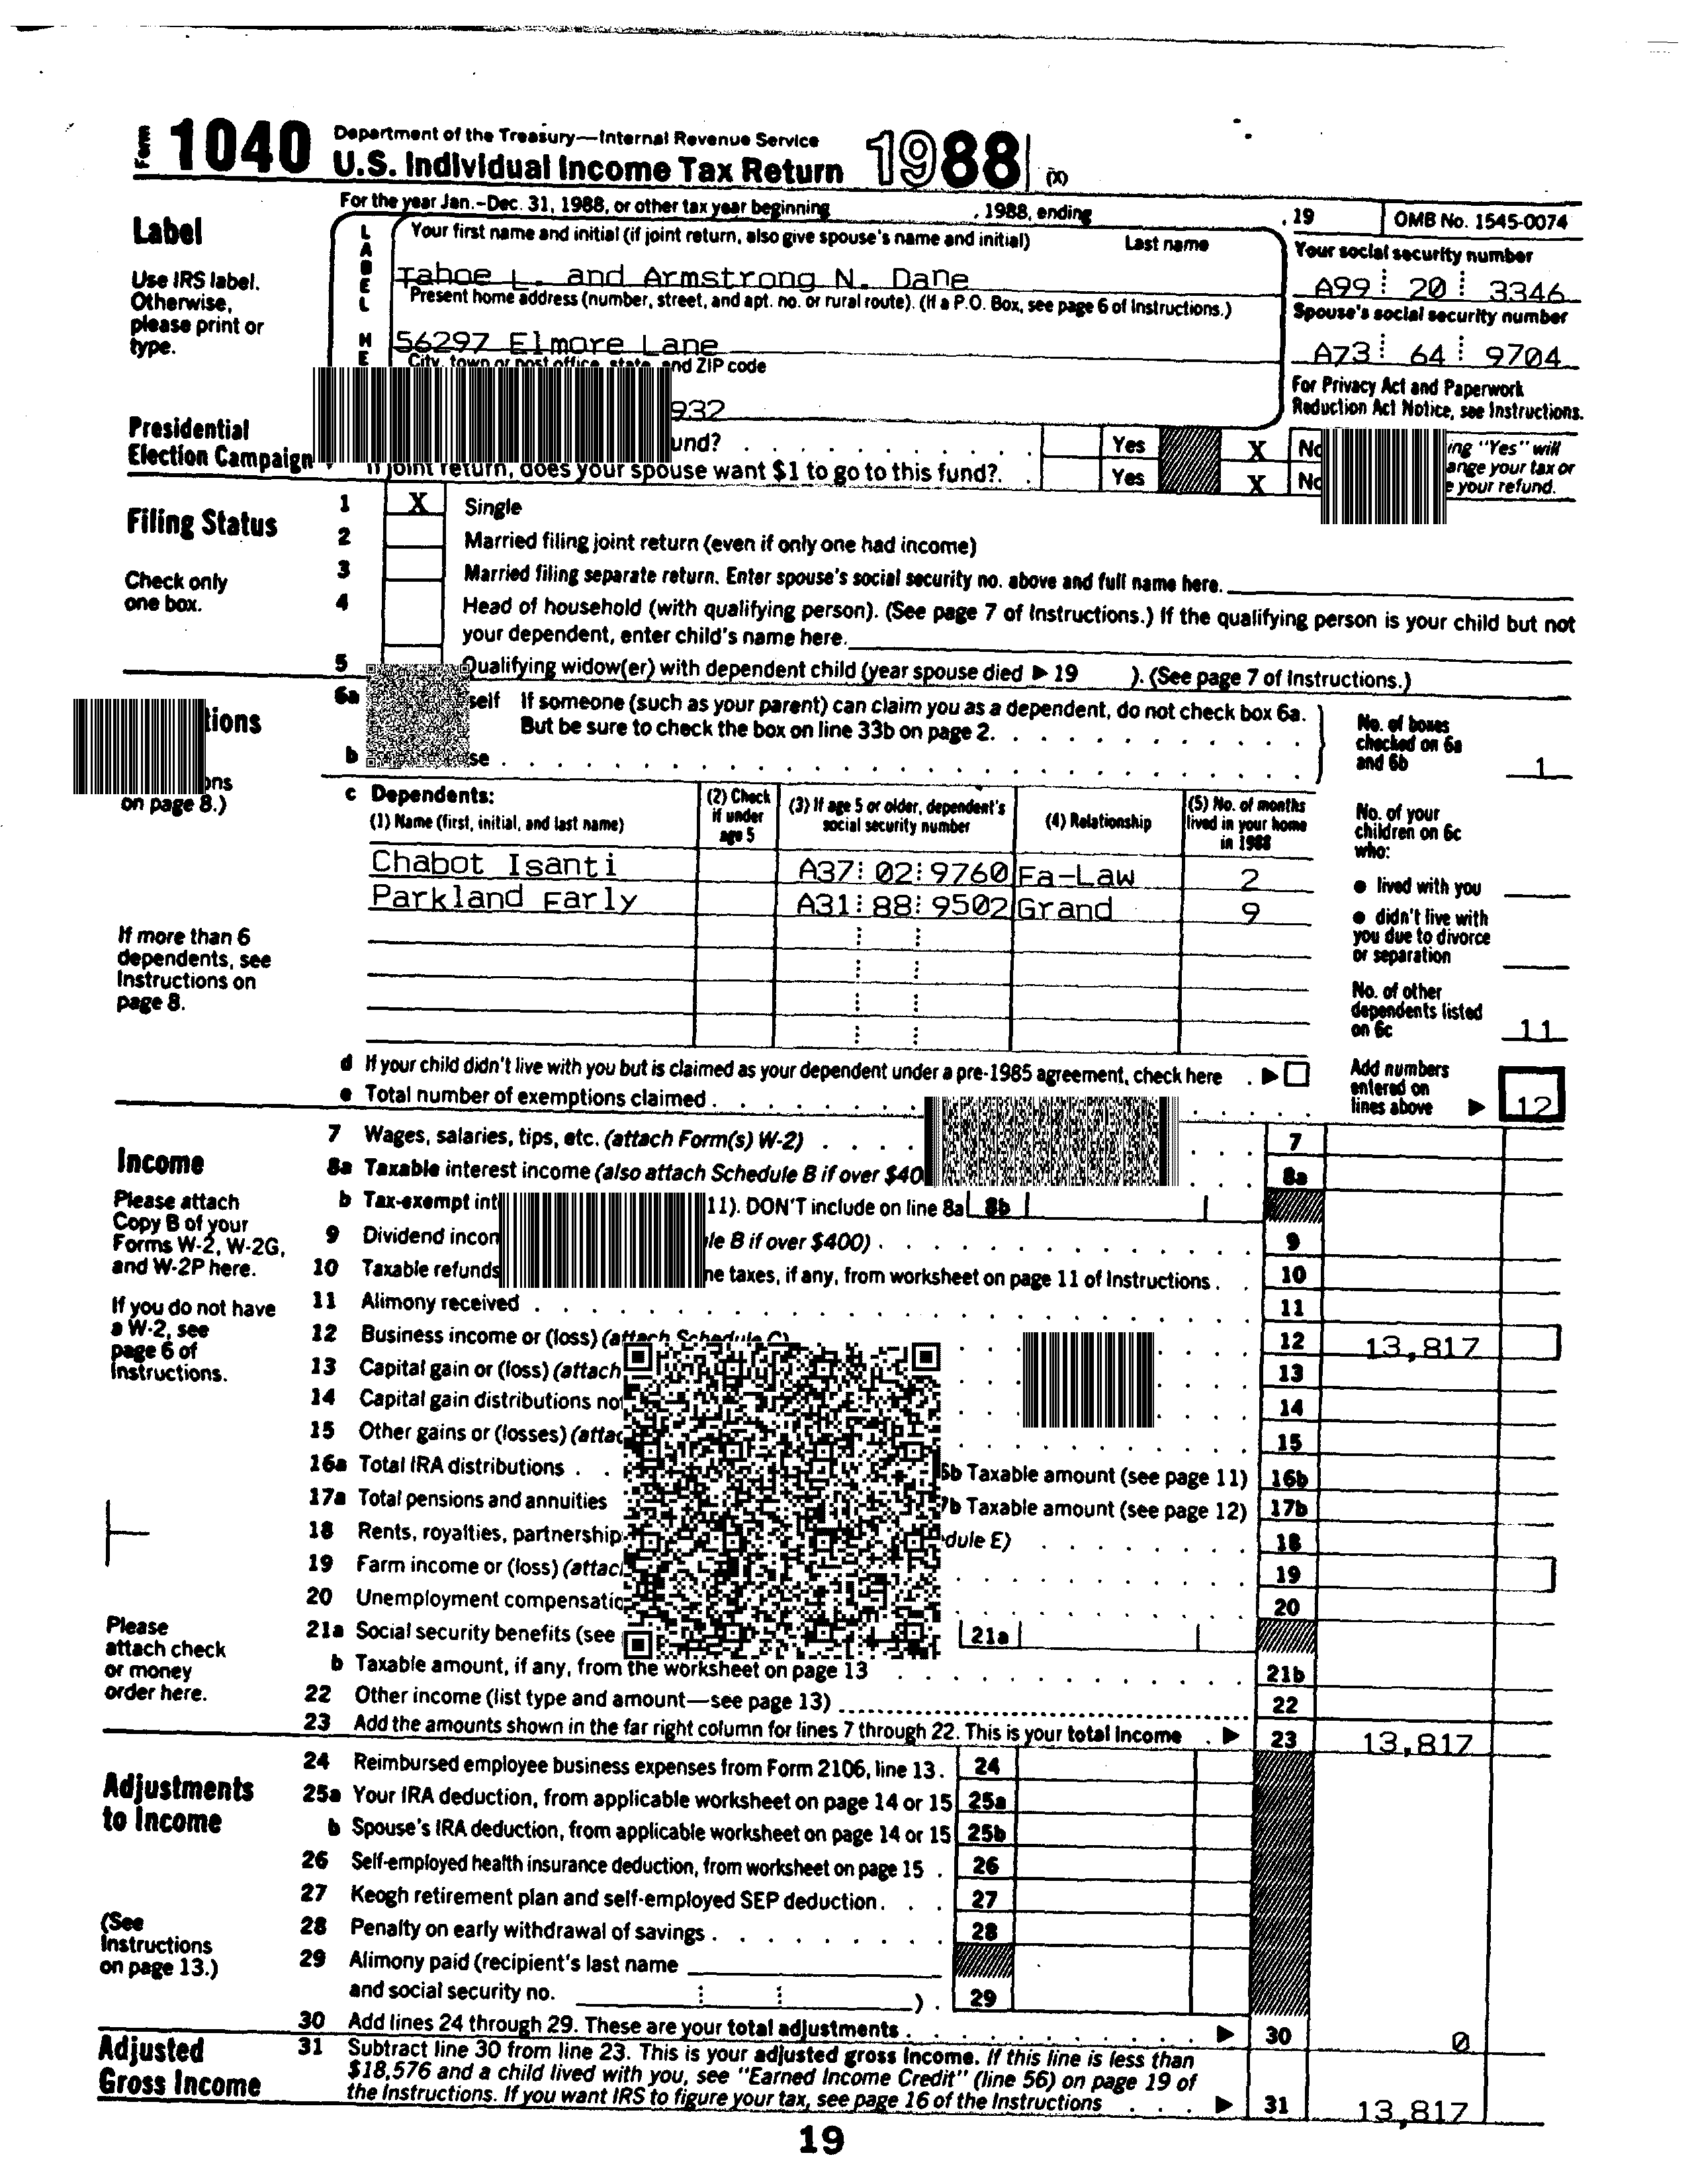 Form 1040 Department of the Treasury—Internal Revenue Service
U.S. Individual Income Tax Return 1988 (X)
For the year Jan.–Dec. 31, 1988, or other tax year beginning , 1988, ending , 19 OMB No. 1545-0074
Label
Use IRS label. Otherwise, please print or type.
L A B E L H E
Your first name and initial (if joint return, also give spouse's name and initial) Last name
Tahoe L. and Armstrong N. Dane
Your social security number
A99 20 3346
Present home address (number, street, and apt. no. or rural route). (If a P.O. Box, see page 6 of Instructions.)
56297 Elmore Lane
Spouse's social security number
A73 64 9704
City, town or post office, state, and ZIP code
932
For Privacy Act and Paperwork Reduction Act Notice, see Instructions.
Presidential Election Campaign
und? Yes X No
If joint return, does your spouse want $1 to go to this fund? Yes X No
ing "Yes" will
ange your tax or
e your refund.
Filing Status
Check only one box.
1 X Single
2 Married filing joint return (even if only one had income)
3 Married filing separate return. Enter spouse's social security no. above and full name here.
4 Head of household (with qualifying person). (See page 7 of Instructions.) If the qualifying person is your child but not
your dependent, enter child's name here.
5 Qualifying widow(er) with dependent child (year spouse died ▶ 19 ). (See page 7 of Instructions.)
tions
ons
on page 8.)
6a self If someone (such as your parent) can claim you as a dependent, do not check box 6a.
But be sure to check the box on line 33b on page 2.
b se
No. of boxes checked on 6a and 6b 1
c Dependents:
(1) Name (first, initial, and last name) (2) Check if under age 5 (3) If age 5 or older, dependent's social security number (4) Relationship (5) No. of months lived in your home in 1988
Chabot Isanti A37 02 9760 Fa-Law 2
Parkland Early A31 88 9502 Grand 9
No. of your children on 6c who:
● lived with you
● didn't live with you due to divorce or separation
No. of other dependents listed on 6c 11
If more than 6 dependents, see Instructions on page 8.
d If your child didn't live with you but is claimed as your dependent under a pre-1985 agreement, check here ▶
e Total number of exemptions claimed
Add numbers entered on lines above ▶ 12
Income
Please attach Copy B of your Forms W-2, W-2G, and W-2P here.
If you do not have a W-2, see page 6 of Instructions.
Please attach check or money order here.
7 Wages, salaries, tips, etc. (attach Form(s) W-2) 7
8a Taxable interest income (also attach Schedule B if over $40 8a
b Tax-exempt int 11). DON'T include on line 8a 8b
9 Dividend incom le B if over $400) 9
10 Taxable refunds ne taxes, if any, from worksheet on page 11 of Instructions 10
11 Alimony received 11
12 Business income or (loss) (attach Schedule C) 12 13,817
13 Capital gain or (loss) (attach 13
14 Capital gain distributions not 14
15 Other gains or (losses) (attac 15
16a Total IRA distributions 6b Taxable amount (see page 11) 16b
17a Total pensions and annuities 7b Taxable amount (see page 12) 17b
18 Rents, royalties, partnership dule E) 18
19 Farm income or (loss) (attach 19
20 Unemployment compensatio 20
21a Social security benefits (see 21a
b Taxable amount, if any, from the worksheet on page 13 21b
22 Other income (list type and amount—see page 13) 22
23 Add the amounts shown in the far right column for lines 7 through 22. This is your total income ▶ 23 13,817
Adjustments to Income
(See Instructions on page 13.)
24 Reimbursed employee business expenses from Form 2106, line 13. 24
25a Your IRA deduction, from applicable worksheet on page 14 or 15 25a
b Spouse's IRA deduction, from applicable worksheet on page 14 or 15 25b
26 Self-employed health insurance deduction, from worksheet on page 15 26
27 Keogh retirement plan and self-employed SEP deduction 27
28 Penalty on early withdrawal of savings 28
29 Alimony paid (recipient's last name
and social security no. ) 29
30 Add lines 24 through 29. These are your total adjustments ▶ 30 0
Adjusted Gross Income
31 Subtract line 30 from line 23. This is your adjusted gross income. If this line is less than
$18,576 and a child lived with you, see "Earned Income Credit" (line 56) on page 19 of
the Instructions. If you want IRS to figure your tax, see page 16 of the Instructions ▶ 31 13,817
19